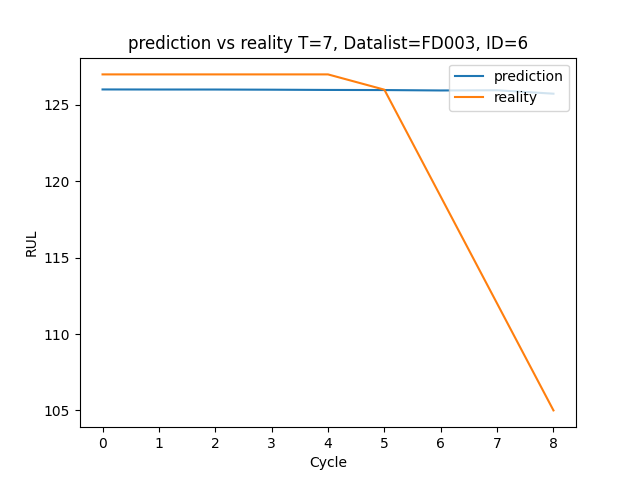 prediction vs reality T=7, Datalist=FD003, ID=6
prediction
reality
125
120
115
110
105
RUL
0 1 2 3 4 5 6 7 8
Cycle